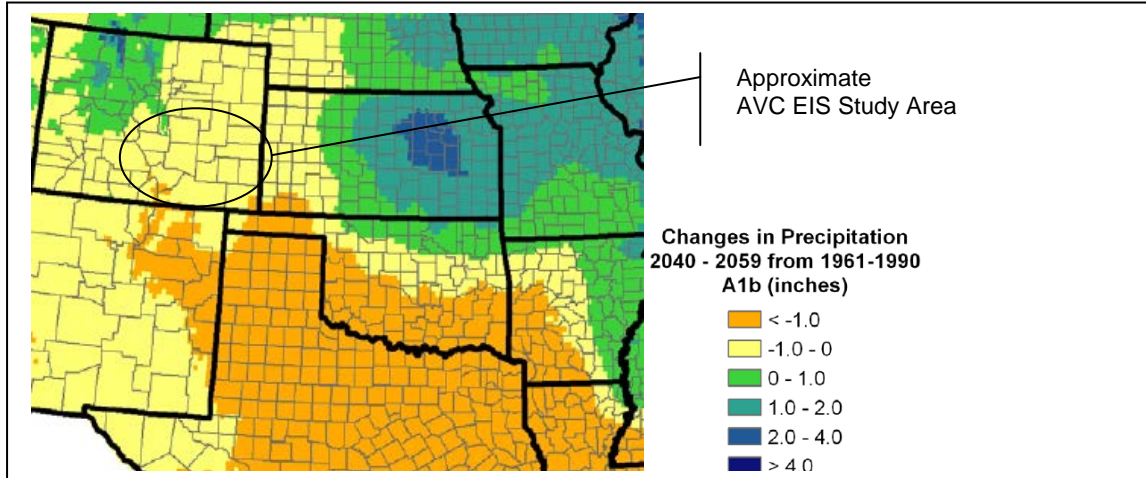 Approximate
AVC EIS Study Area
Changes in Precipitation
2040 - 2059 from 1961-1990
A1b (inches)
< -1.0
-1.0 - 0
0 - 1.0
1.0 - 2.0
2.0 - 4.0
> 4.0